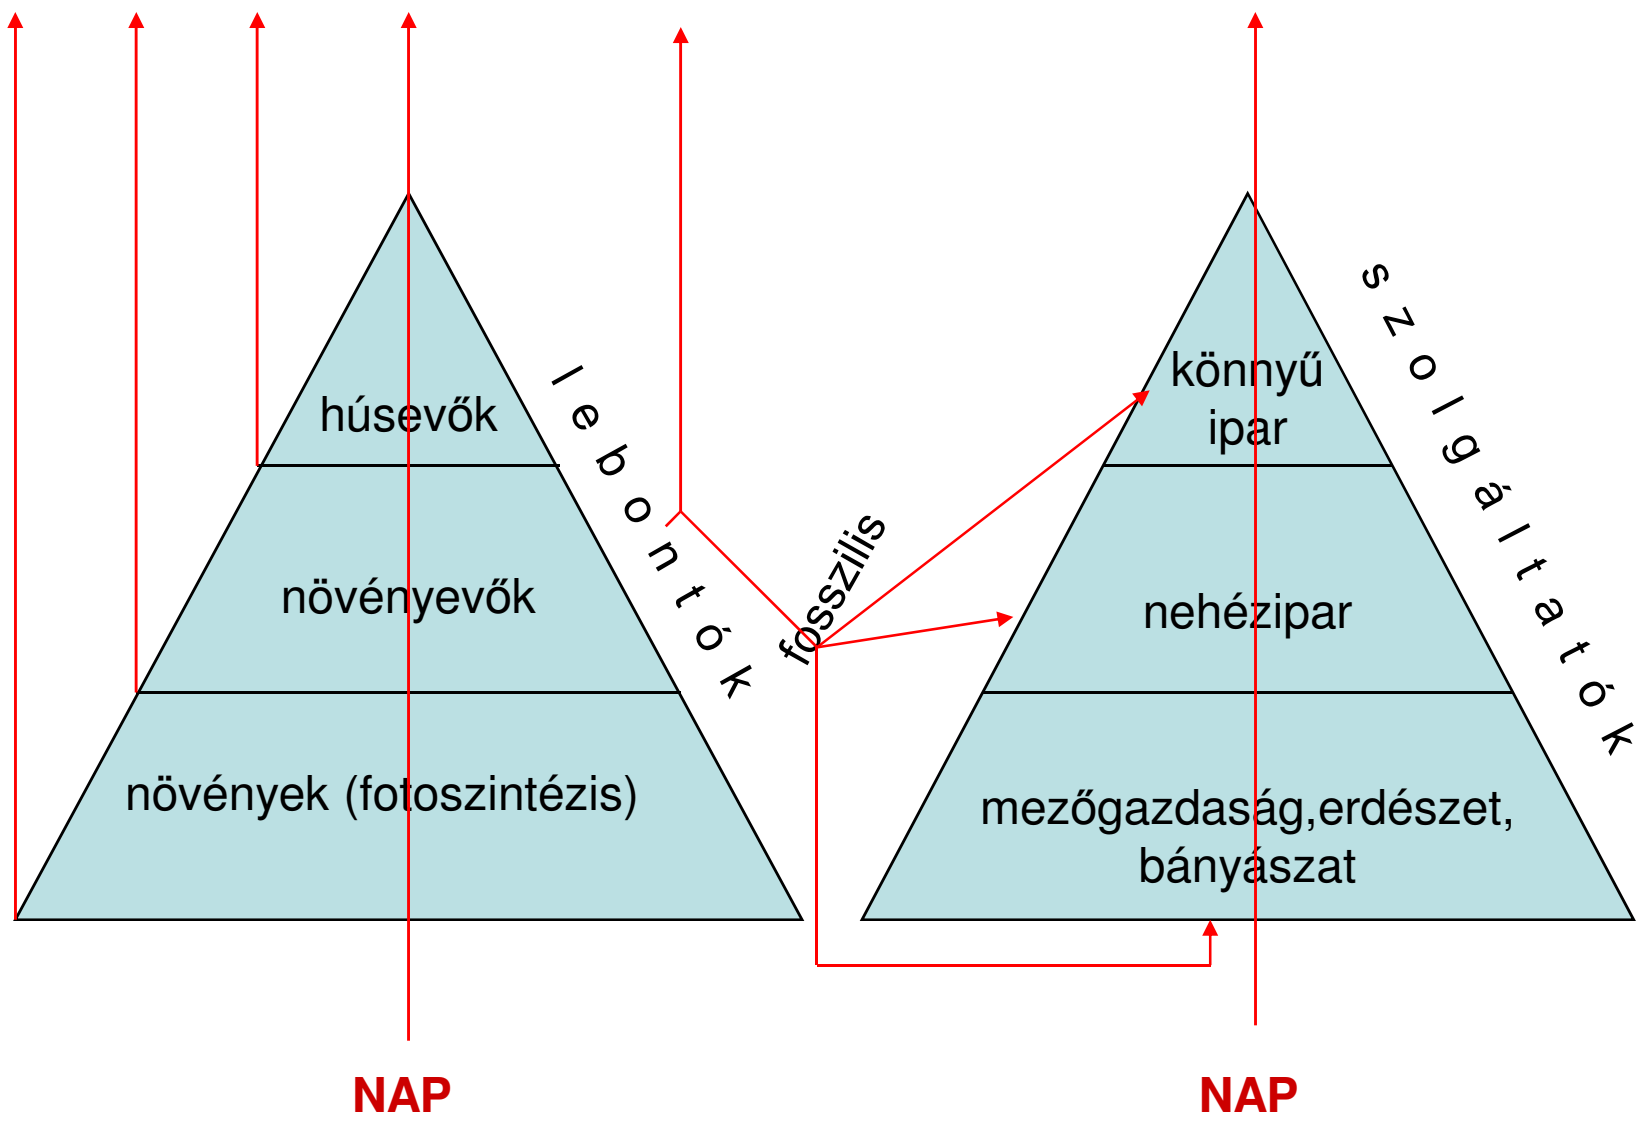 húsevők
növényevők
növények (fotoszintézis)
lebontók
NAP
fosszilis
könnyű
ipar
nehézipar
mezőgazdaság,erdészet,
bányászat
szolgáltatók
NAP